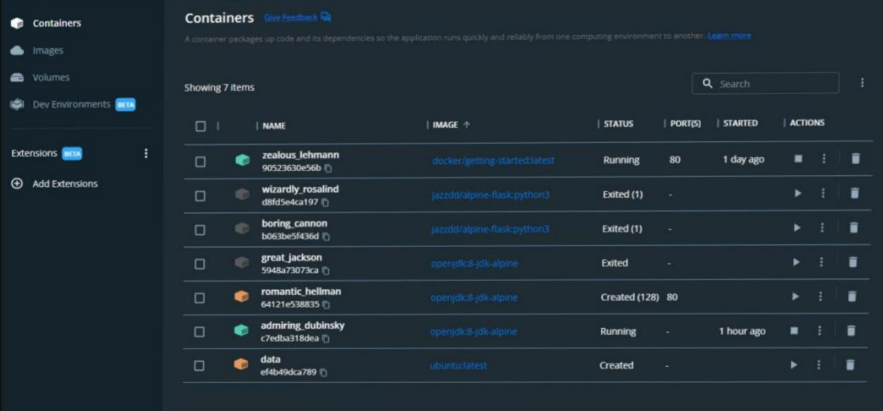 Containers
Images
Volumes
Dev Environments BETA
Extensions BETA
Add Extensions
Containers Give Feedback
A container packages up code and its dependencies so the application runs quickly and reliably from one computing environment to another. Learn more
Showing 7 items
Search
NAME IMAGE ↑ STATUS PORT(S) STARTED ACTIONS
zealous_lehmann docker/getting-started:latest Running 80 1 day ago
90523630e56b
wizardly_rosalind jazzdd/alpine-flask:python3 Exited (1) -
d8fd5e4ca197
boring_cannon jazzdd/alpine-flask:python3 Exited (1) -
b063be5f436d
great_jackson openjdk:8-jdk-alpine Exited -
5948a73073ca
romantic_hellman openjdk:8-jdk-alpine Created (128) 80
64121e538835
admiring_dubinsky openjdk:8-jdk-alpine Running - 1 hour ago
c7edba318dea
data ubuntu:latest Created -
ef4b49dca789